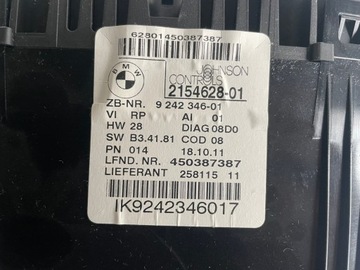 62801450387387
BMW
JOHNSON
CONTROLS
2154628-01
ZB-NR. 9 242 346-01
VI RP AI 01
HW 28 DIAG 08D0
SW B3.41.81 COD 08
PN 014 18.10.11
LFND. NR. 450387387
LIEFERANT 258115 11
IK9242346017